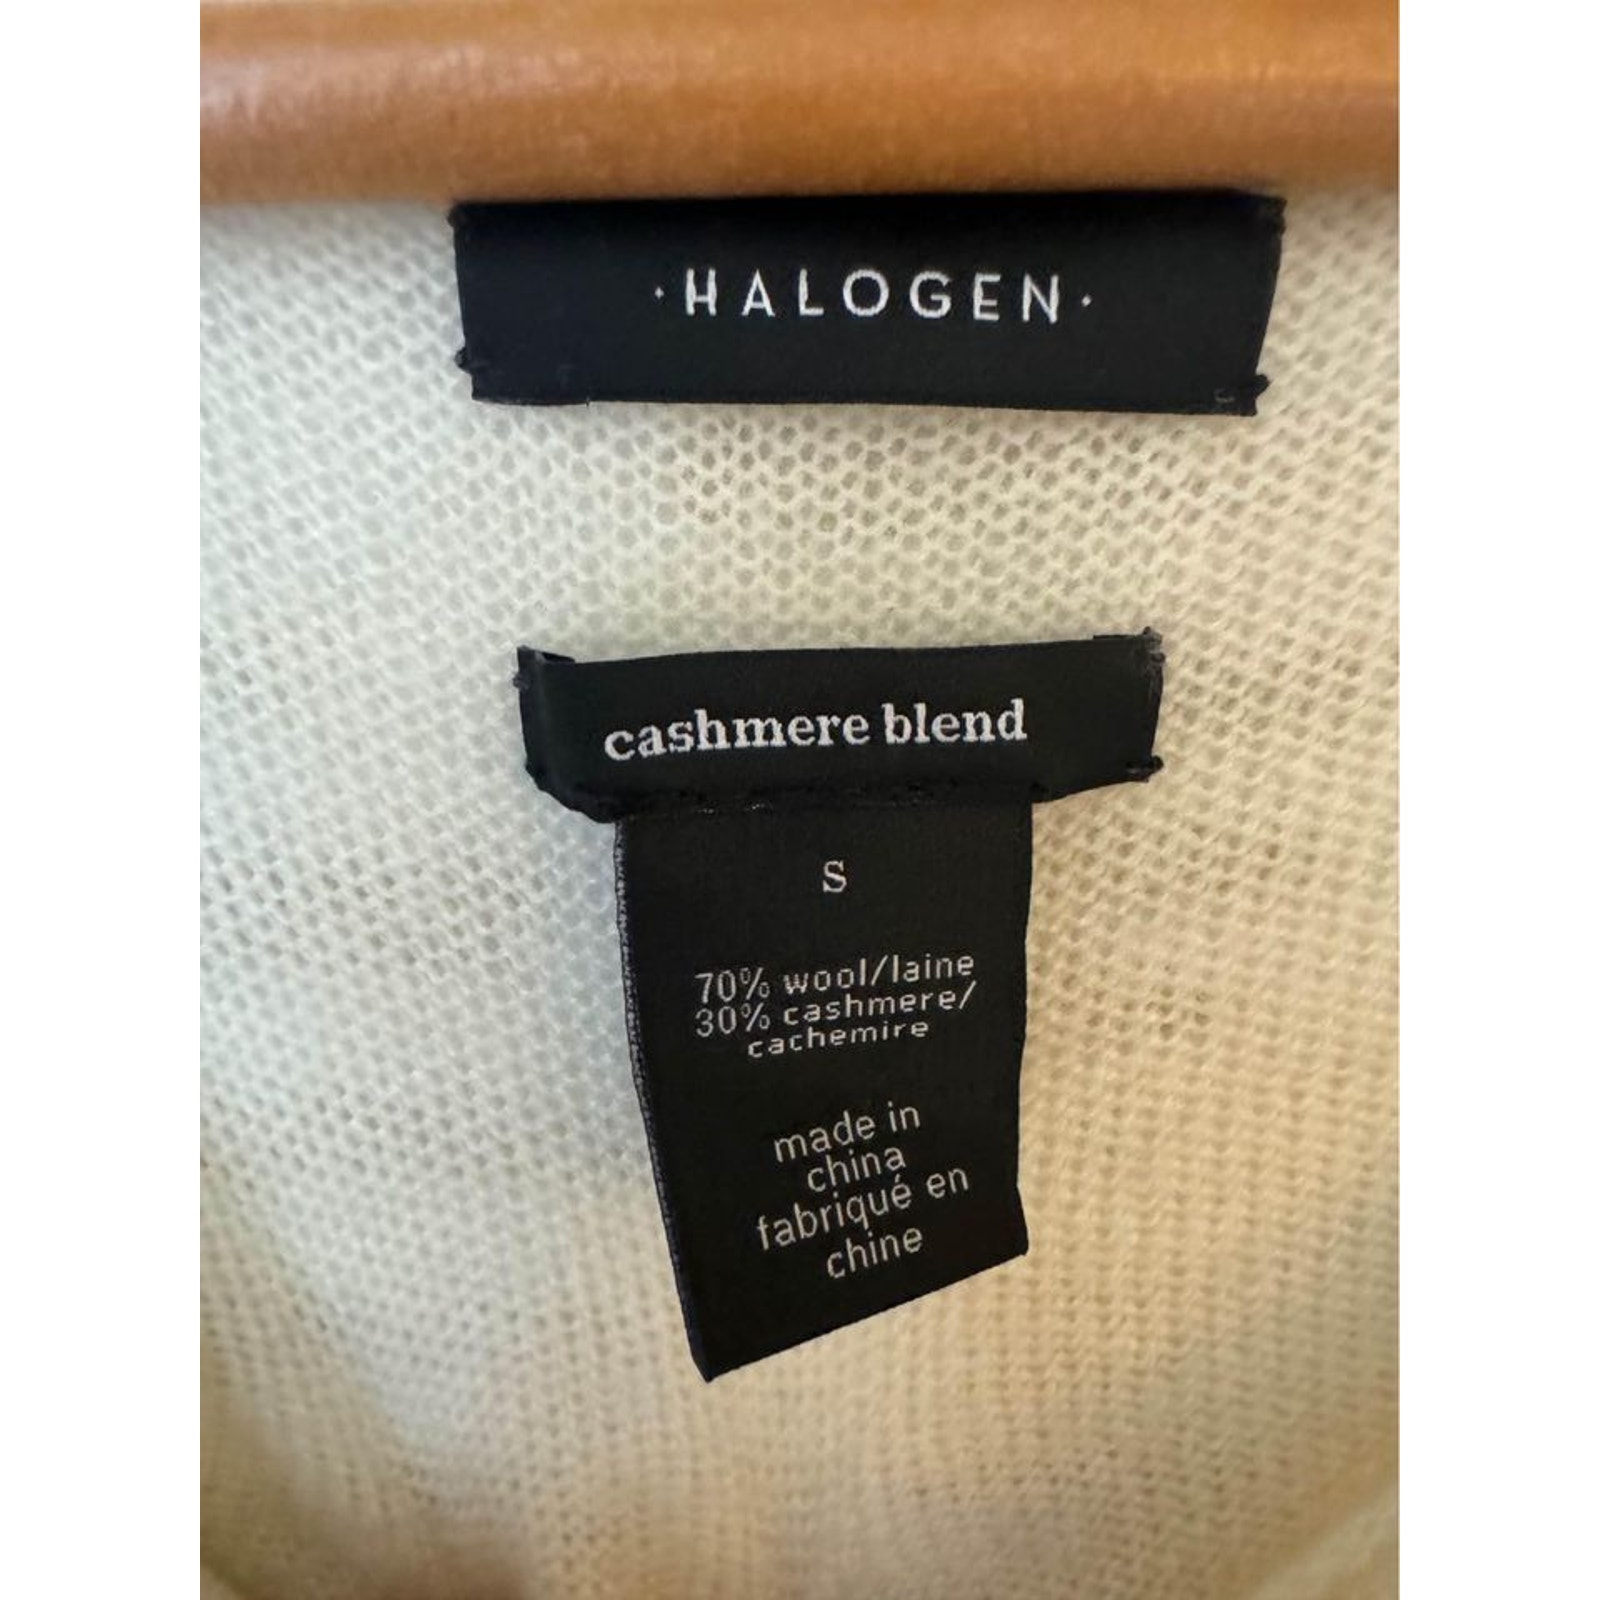 ·HALOGEN·
cashmere blend
S
70% wool/laine
30% cashmere/
cachemire
made in
china
fabriqué en
chine